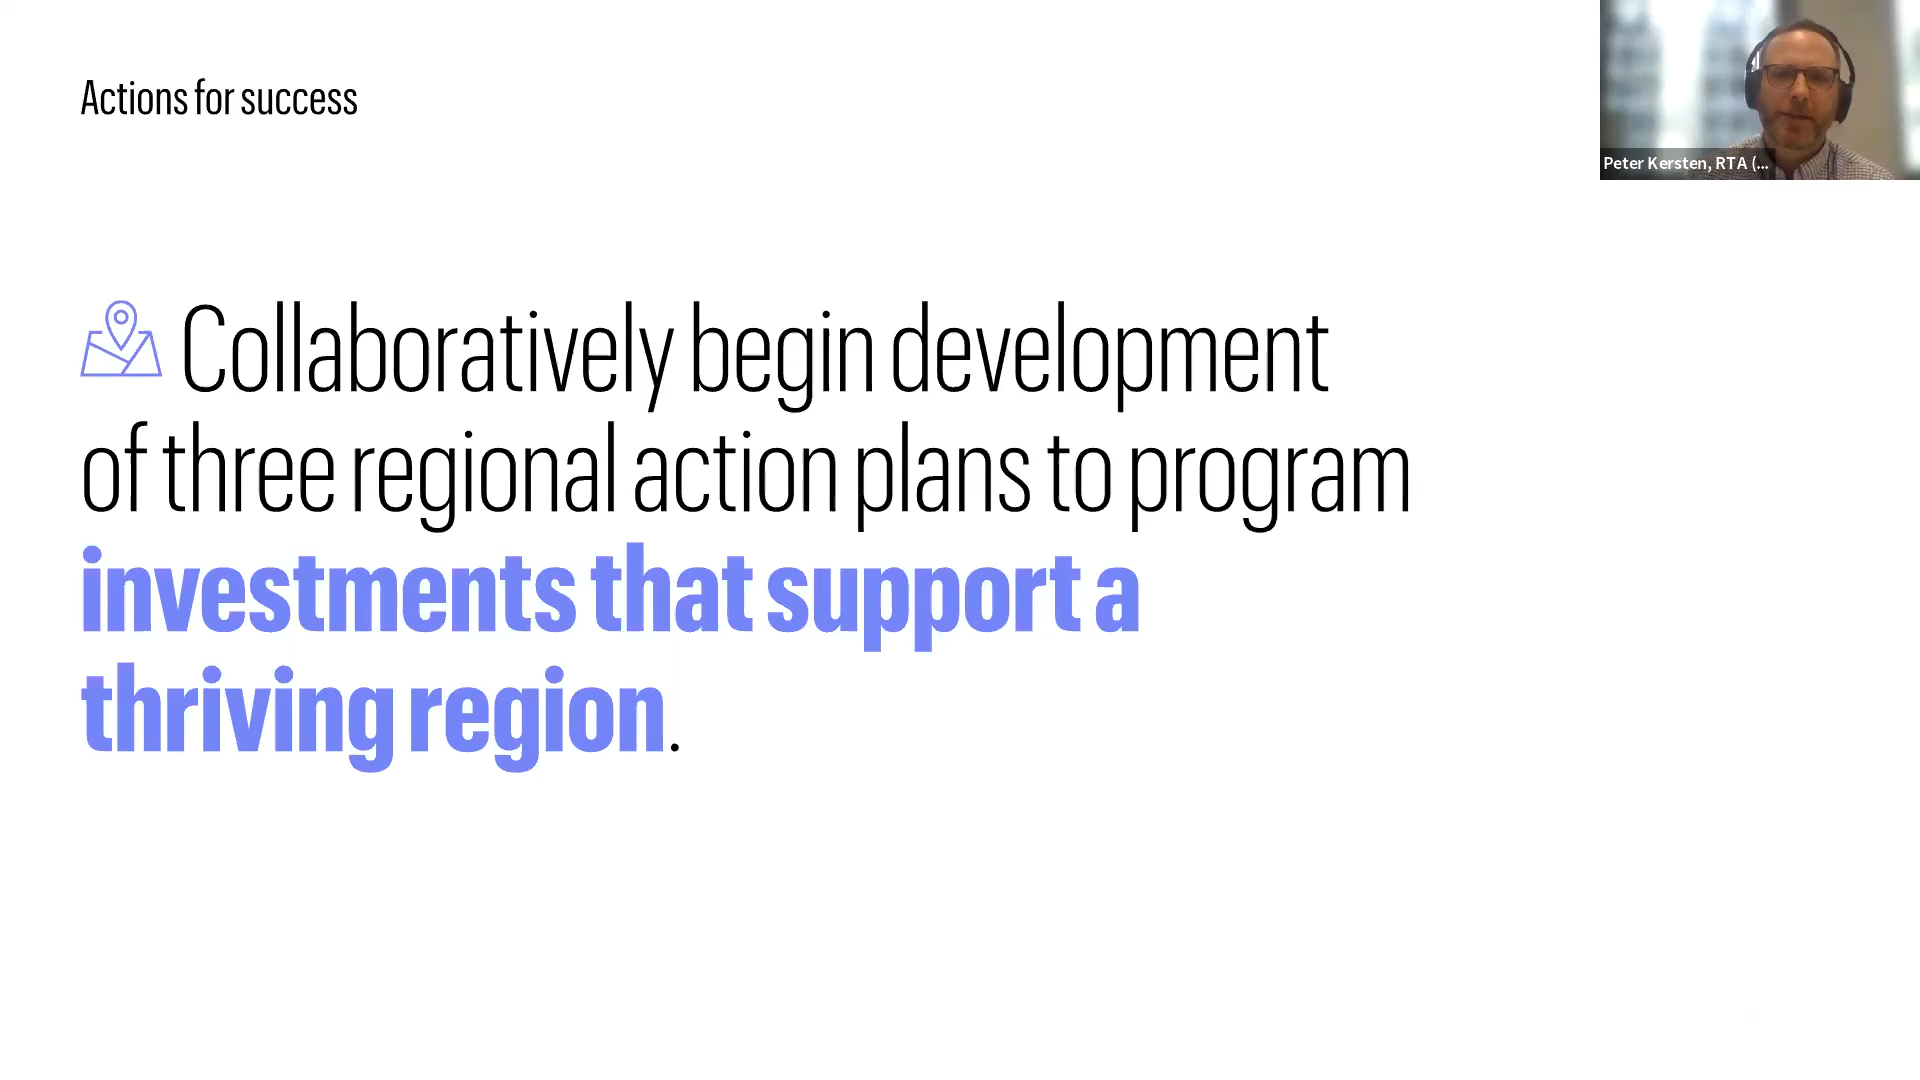 Actions for success
Peter Kersten, RTA (...
Collaboratively begin development
of three regional action plans to program
investments that support a
thriving region.